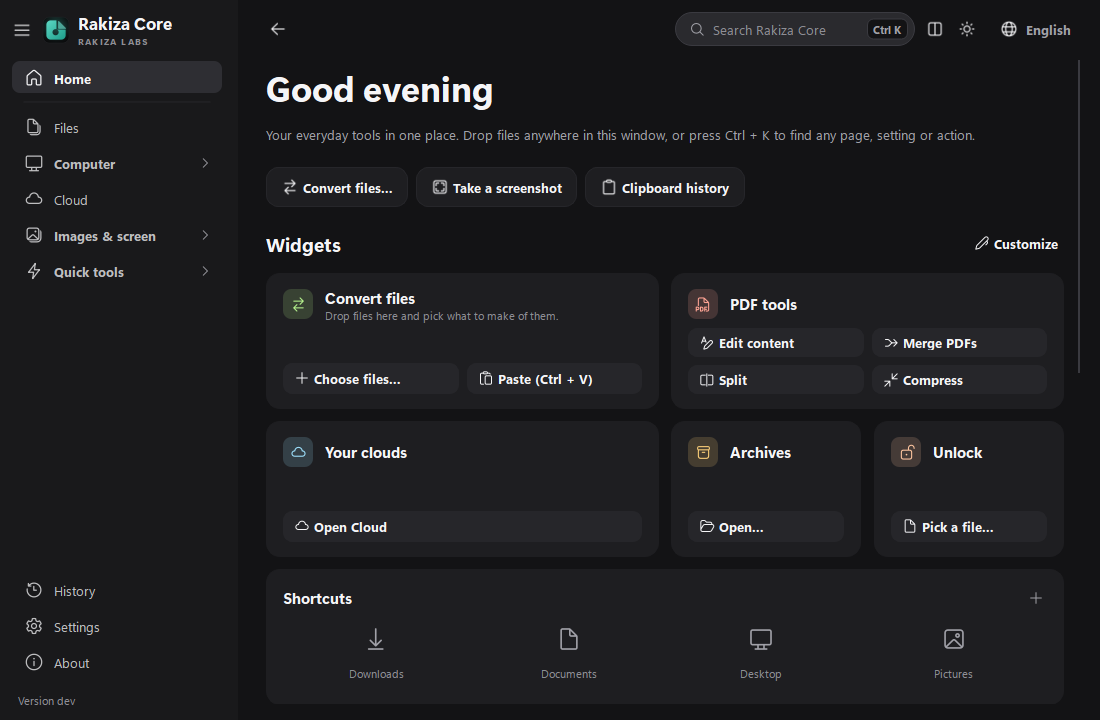 Rakiza Core
RAKIZA LABS
Search Rakiza Core
Ctrl K
English
Home
Files
Computer
Cloud
Images & screen
Quick tools
History
Settings
About
Version dev
Good evening
Your everyday tools in one place. Drop files anywhere in this window, or press Ctrl + K to find any page, setting or action.
Convert files...
Take a screenshot
Clipboard history
Widgets
Customize
Convert files
Drop files here and pick what to make of them.
Choose files...
Paste (Ctrl + V)
PDF
PDF tools
Edit content
Merge PDFs
Split
Compress
Your clouds
Open Cloud
Archives
Open...
Unlock
Pick a file...
Shortcuts
Downloads
Documents
Desktop
Pictures